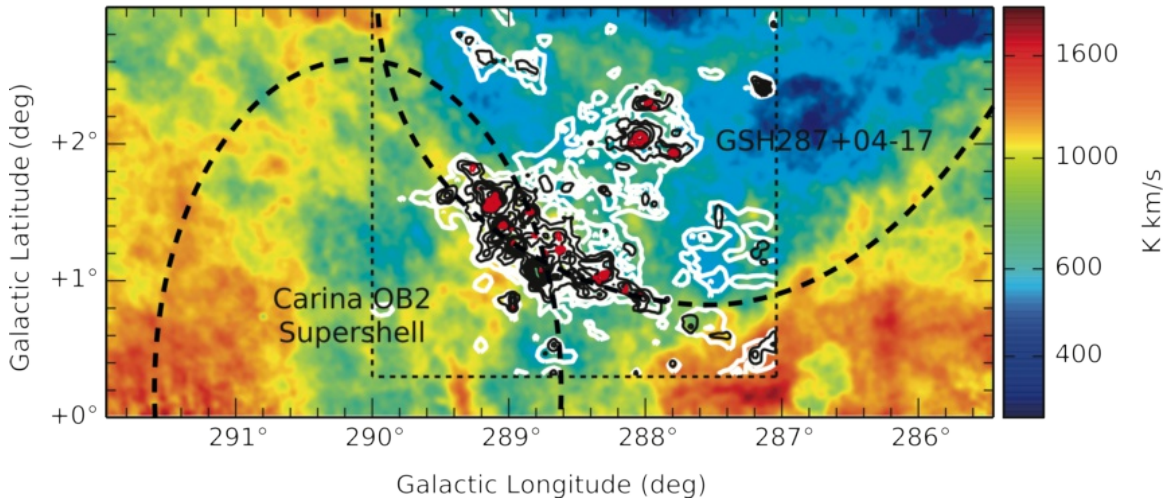 1600
1000
600
400
K km/s
+2°
+1°
+0°
Galactic Latitude (deg)
GSH287+04-17
Carina OB2
Supershell
291° 290° 289° 288° 287° 286°
Galactic Longitude (deg)